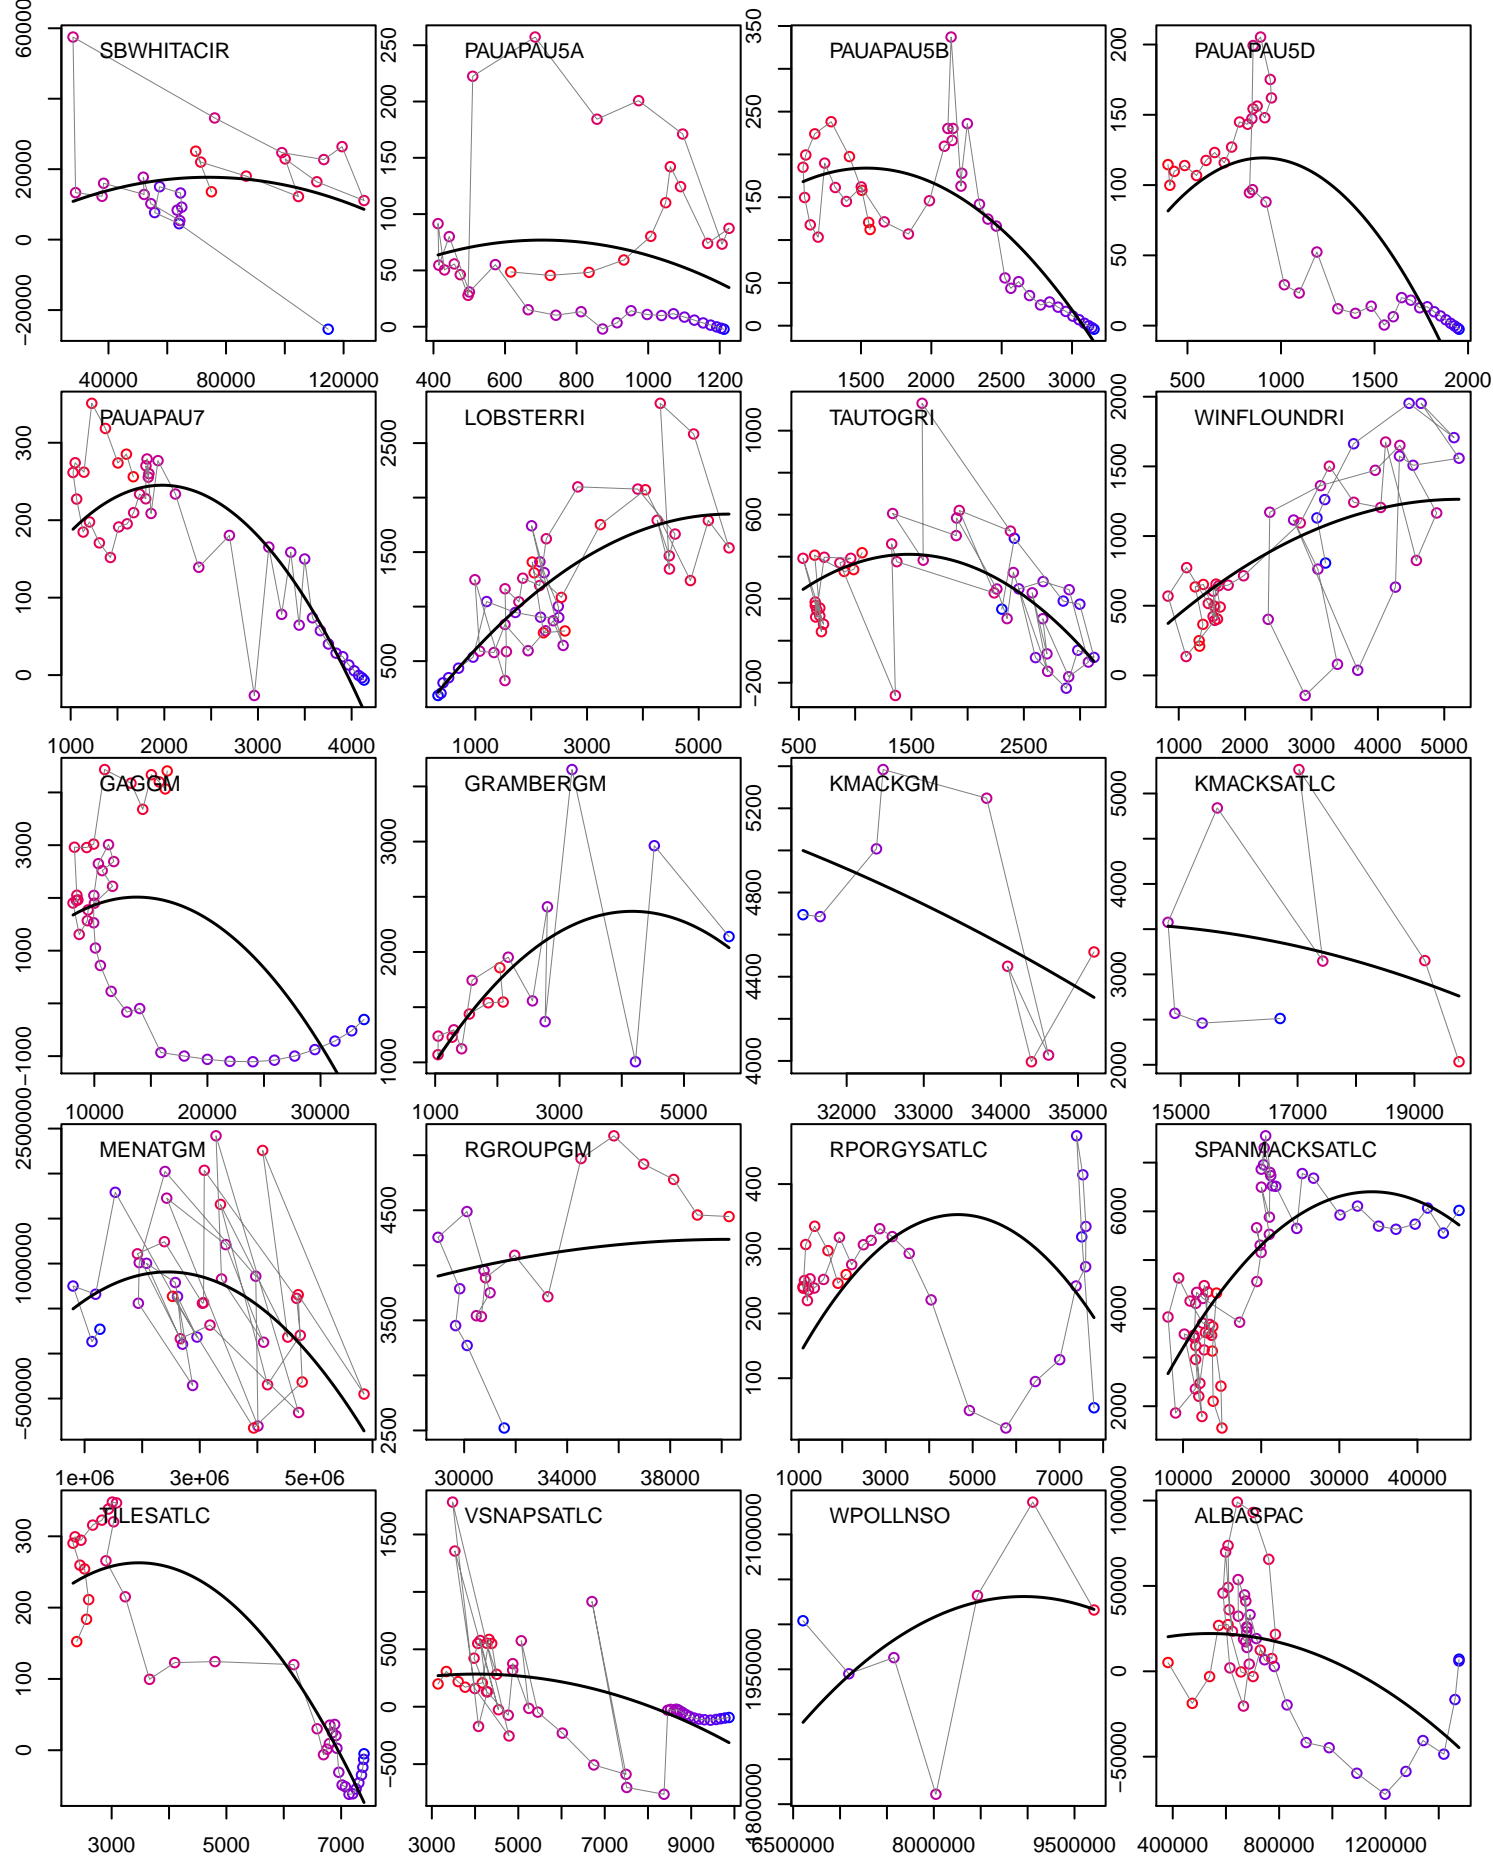 SBWHITACIR
60000
20000
0
−20000
40000 80000 120000
PAUAPAU5A
250
200
150
100
50
0
400 600 800 1000 1200
PAUAPAU5B
350
250
150
50
0
1500 2000 2500 3000
PAUAPAU5D
200
150
100
50
0
500 1000 1500 2000
PAUAPAU7
300
200
100
0
1000 2000 3000 4000
LOBSTERRI
2500
1500
500
1000 3000 5000
TAUTOGRI
1000
600
200
−200
500 1500 2500
WINFLOUNDRI
2000
1500
1000
500
0
1000 2000 3000 4000 5000
GAGGM
3000
1000
−1000
10000 20000 30000
GRAMBERGM
3000
2000
1000
1000 3000 5000
KMACKGM
5200
4800
4400
4000
32000 33000 34000 35000
KMACKSATLC
5000
4000
3000
2000
15000 17000 19000
MENATGM
2500000
1000000
−500000
1e+06 3e+06 5e+06
RGROUPGM
4500
3500
2500
30000 34000 38000
RPORGYSATLC
400
300
200
100
1000 3000 5000 7000
SPANMACKSATLC
6000
4000
2000
10000 20000 30000 40000
TILESATLC
300
200
100
0
3000 5000 7000
VSNAPSATLC
1500
500
0
−500
3000 5000 7000 9000
WPOLLNSO
2100000
1950000
1800000
6500000 8000000 9500000
ALBASPAC
100000
50000
0
−50000
400000 800000 1200000